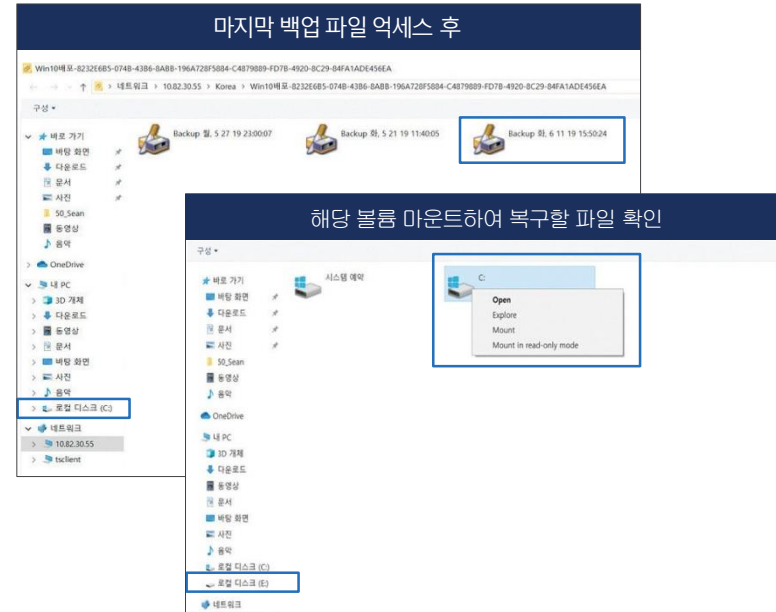 마지막 백업 파일 억세스 후
Win10배포-8232E6B5-074B-4386-8ABB-196A728F5884-C4879889-FD7B-4920-8C29-84FA1ADE456EA
네트워크 > 10.82.30.55 > Korea > Win10배포-8232E6B5-074B-4386-8ABB-196A728F5884-C4879889-FD7B-4920-8C29-84FA1ADE456EA
구성
바로 가기
바탕 화면
다운로드
문서
사진
50_Sean
동영상
음악
OneDrive
내 PC
3D 개체
다운로드
동영상
문서
바탕 화면
사진
음악
로컬 디스크 (C:)
네트워크
10.82.30.55
tsclient
Backup 월, 5 27 19 23:00:07
Backup 화, 5 21 19 11:40:05
Backup 화, 6 11 19 15:50:24
해당 볼륨 마운트하여 복구할 파일 확인
구성
바로 가기
바탕 화면
다운로드
문서
사진
50_Sean
동영상
음악
OneDrive
내 PC
3D 개체
다운로드
동영상
문서
바탕 화면
사진
음악
로컬 디스크 (C:)
로컬 디스크 (E:)
네트워크
시스템 예약
C:
Open
Explore
Mount
Mount in read-only mode